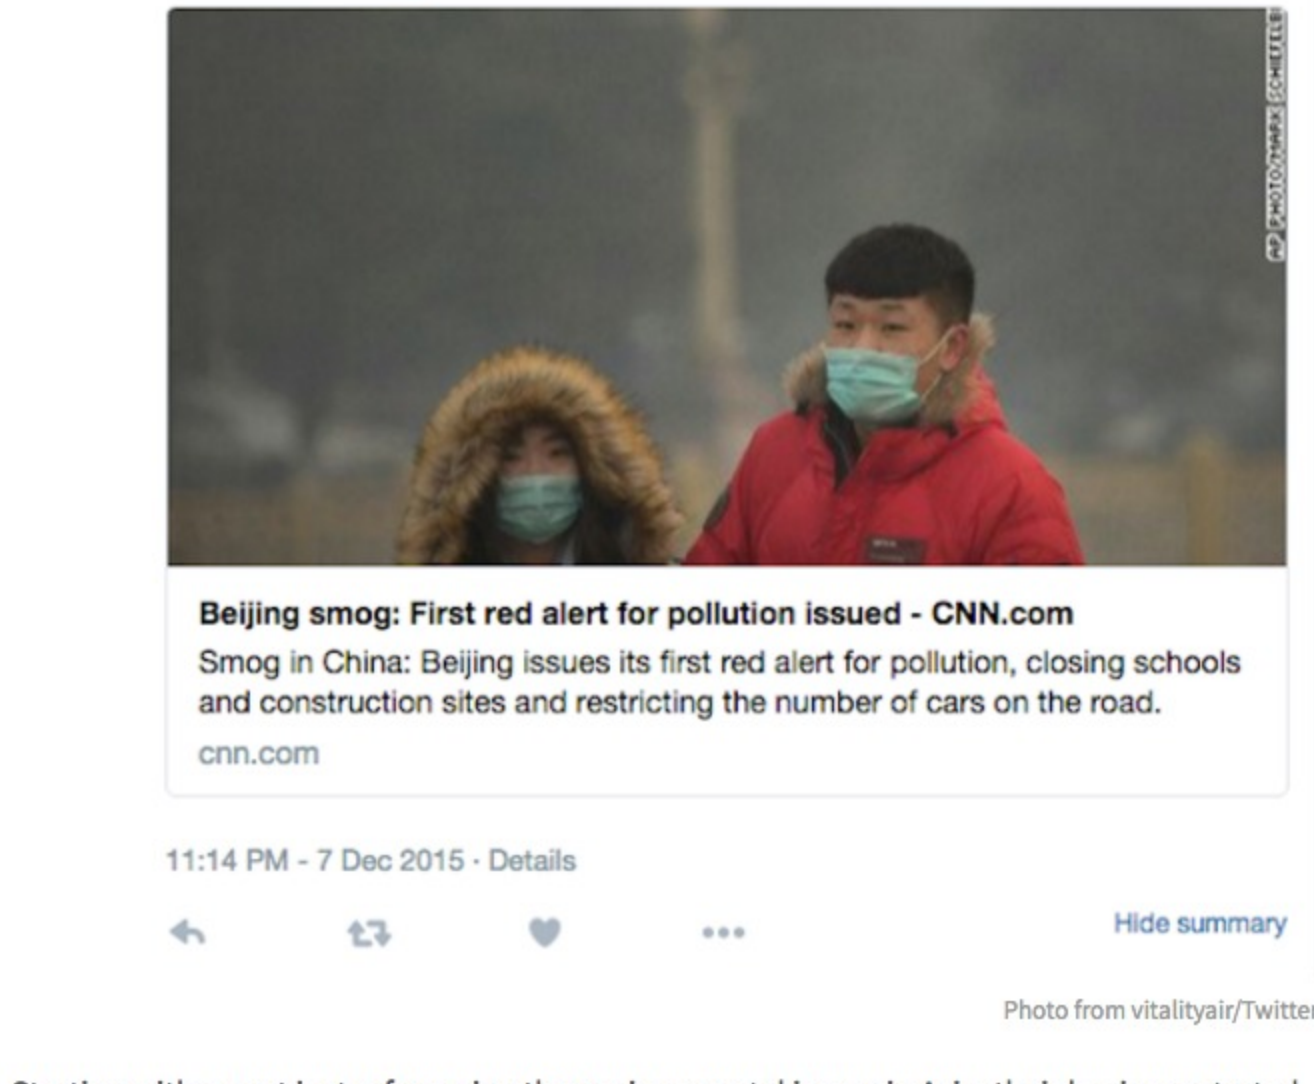 AP PHOTO/MARK SCHIEFELB
Beijing smog: First red alert for pollution issued - CNN.com
Smog in China: Beijing issues its first red alert for pollution, closing schools
and construction sites and restricting the number of cars on the road.
cnn.com
11:14 PM - 7 Dec 2015 · Details
Hide summary
Photo from vitalityair/Twitter